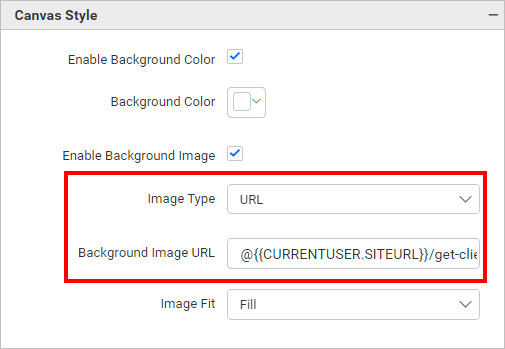 Canvas Style
Enable Background Color
Background Color
Enable Background Image
Image Type URL
Background Image URL @{{CURRENTUSER.SITEURL}}/get-clie
Image Fit Fill